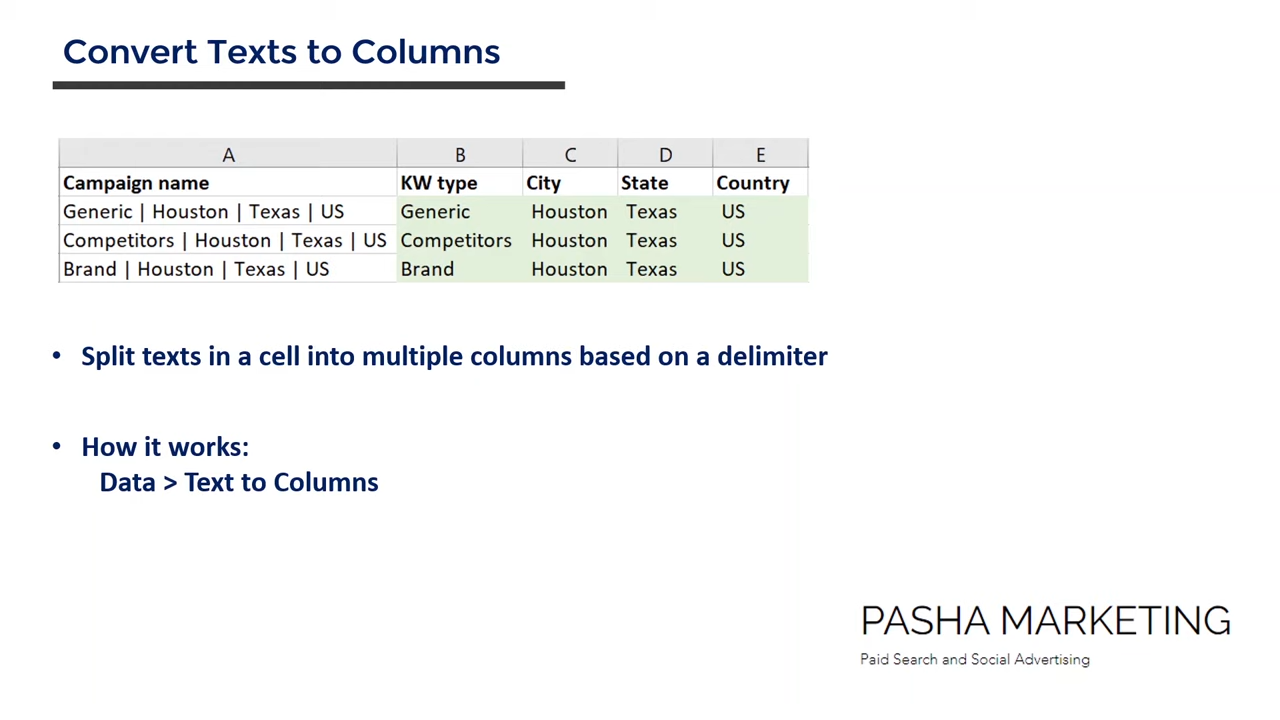 Convert Texts to Columns
A B C D E
Campaign name KW type City State Country
Generic | Houston | Texas | US Generic Houston Texas US
Competitors | Houston | Texas | US Competitors Houston Texas US
Brand | Houston | Texas | US Brand Houston Texas US
• Split texts in a cell into multiple columns based on a delimiter
• How it works:
Data > Text to Columns
PASHA MARKETING
Paid Search and Social Advertising